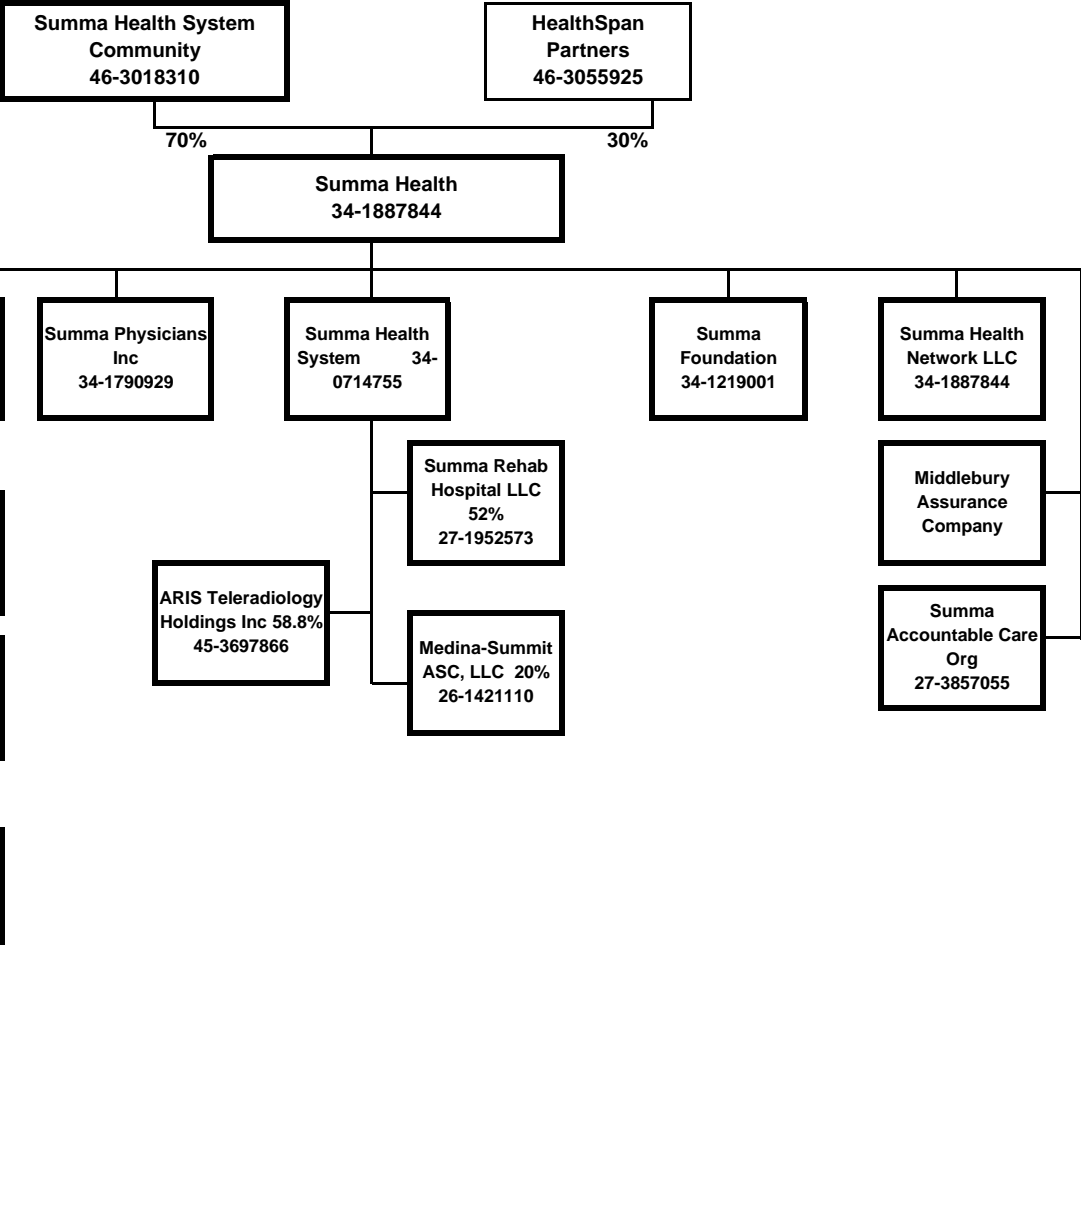 Summa Health System
Community
46-3018310
HealthSpan
Partners
46-3055925
70%
30%
Summa Health
34-1887844
Summa Physicians
Inc
34-1790929
Summa Health
System 34-
0714755
Summa
Foundation
34-1219001
Summa Health
Network LLC
34-1887844
Summa Rehab
Hospital LLC
52%
27-1952573
Middlebury
Assurance
Company
ARIS Teleradiology
Holdings Inc 58.8%
45-3697866
Medina-Summit
ASC, LLC 20%
26-1421110
Summa
Accountable Care
Org
27-3857055